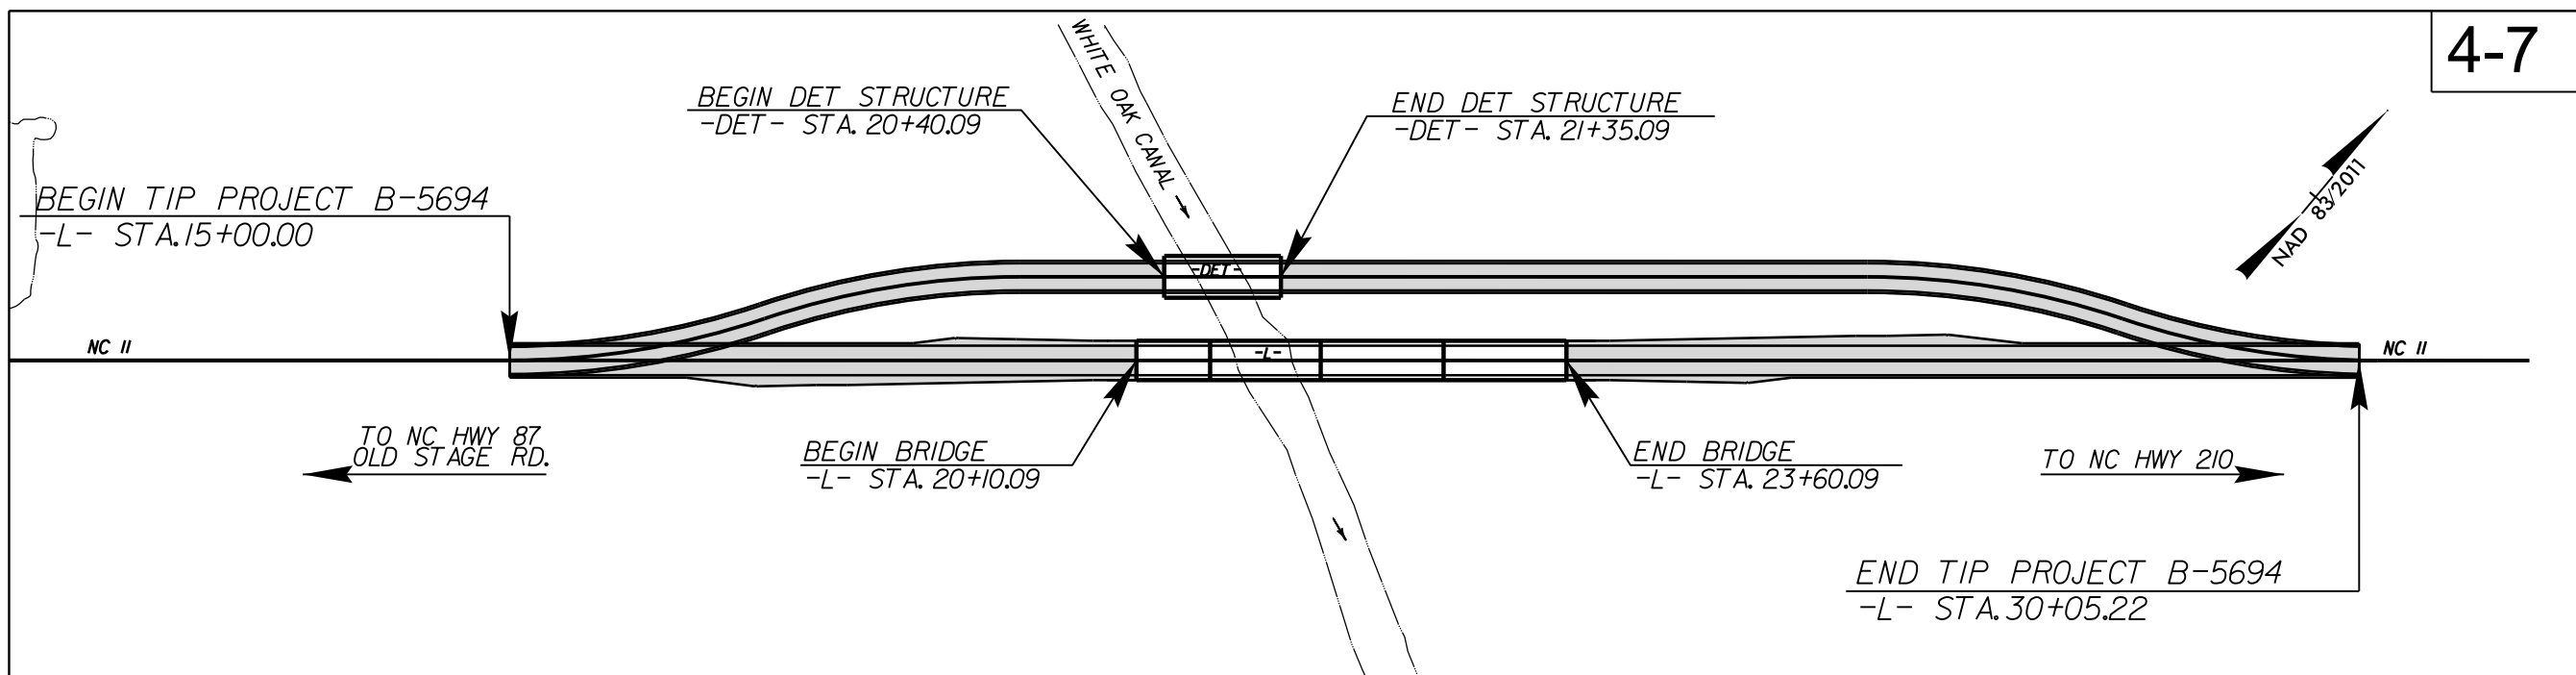 4-7
WHITE OAK CANAL
BEGIN DET STRUCTURE
-DET- STA. 20+40.09
END DET STRUCTURE
-DET- STA. 21+35.09
NAD 83/2011
BEGIN TIP PROJECT B-5694
-L- STA. 15+00.00
-DET-
NC 11
-L-
NC 11
TO NC HWY 87
OLD STAGE RD.
BEGIN BRIDGE
-L- STA. 20+10.09
END BRIDGE
-L- STA. 23+60.09
TO NC HWY 210
END TIP PROJECT B-5694
-L- STA. 30+05.22